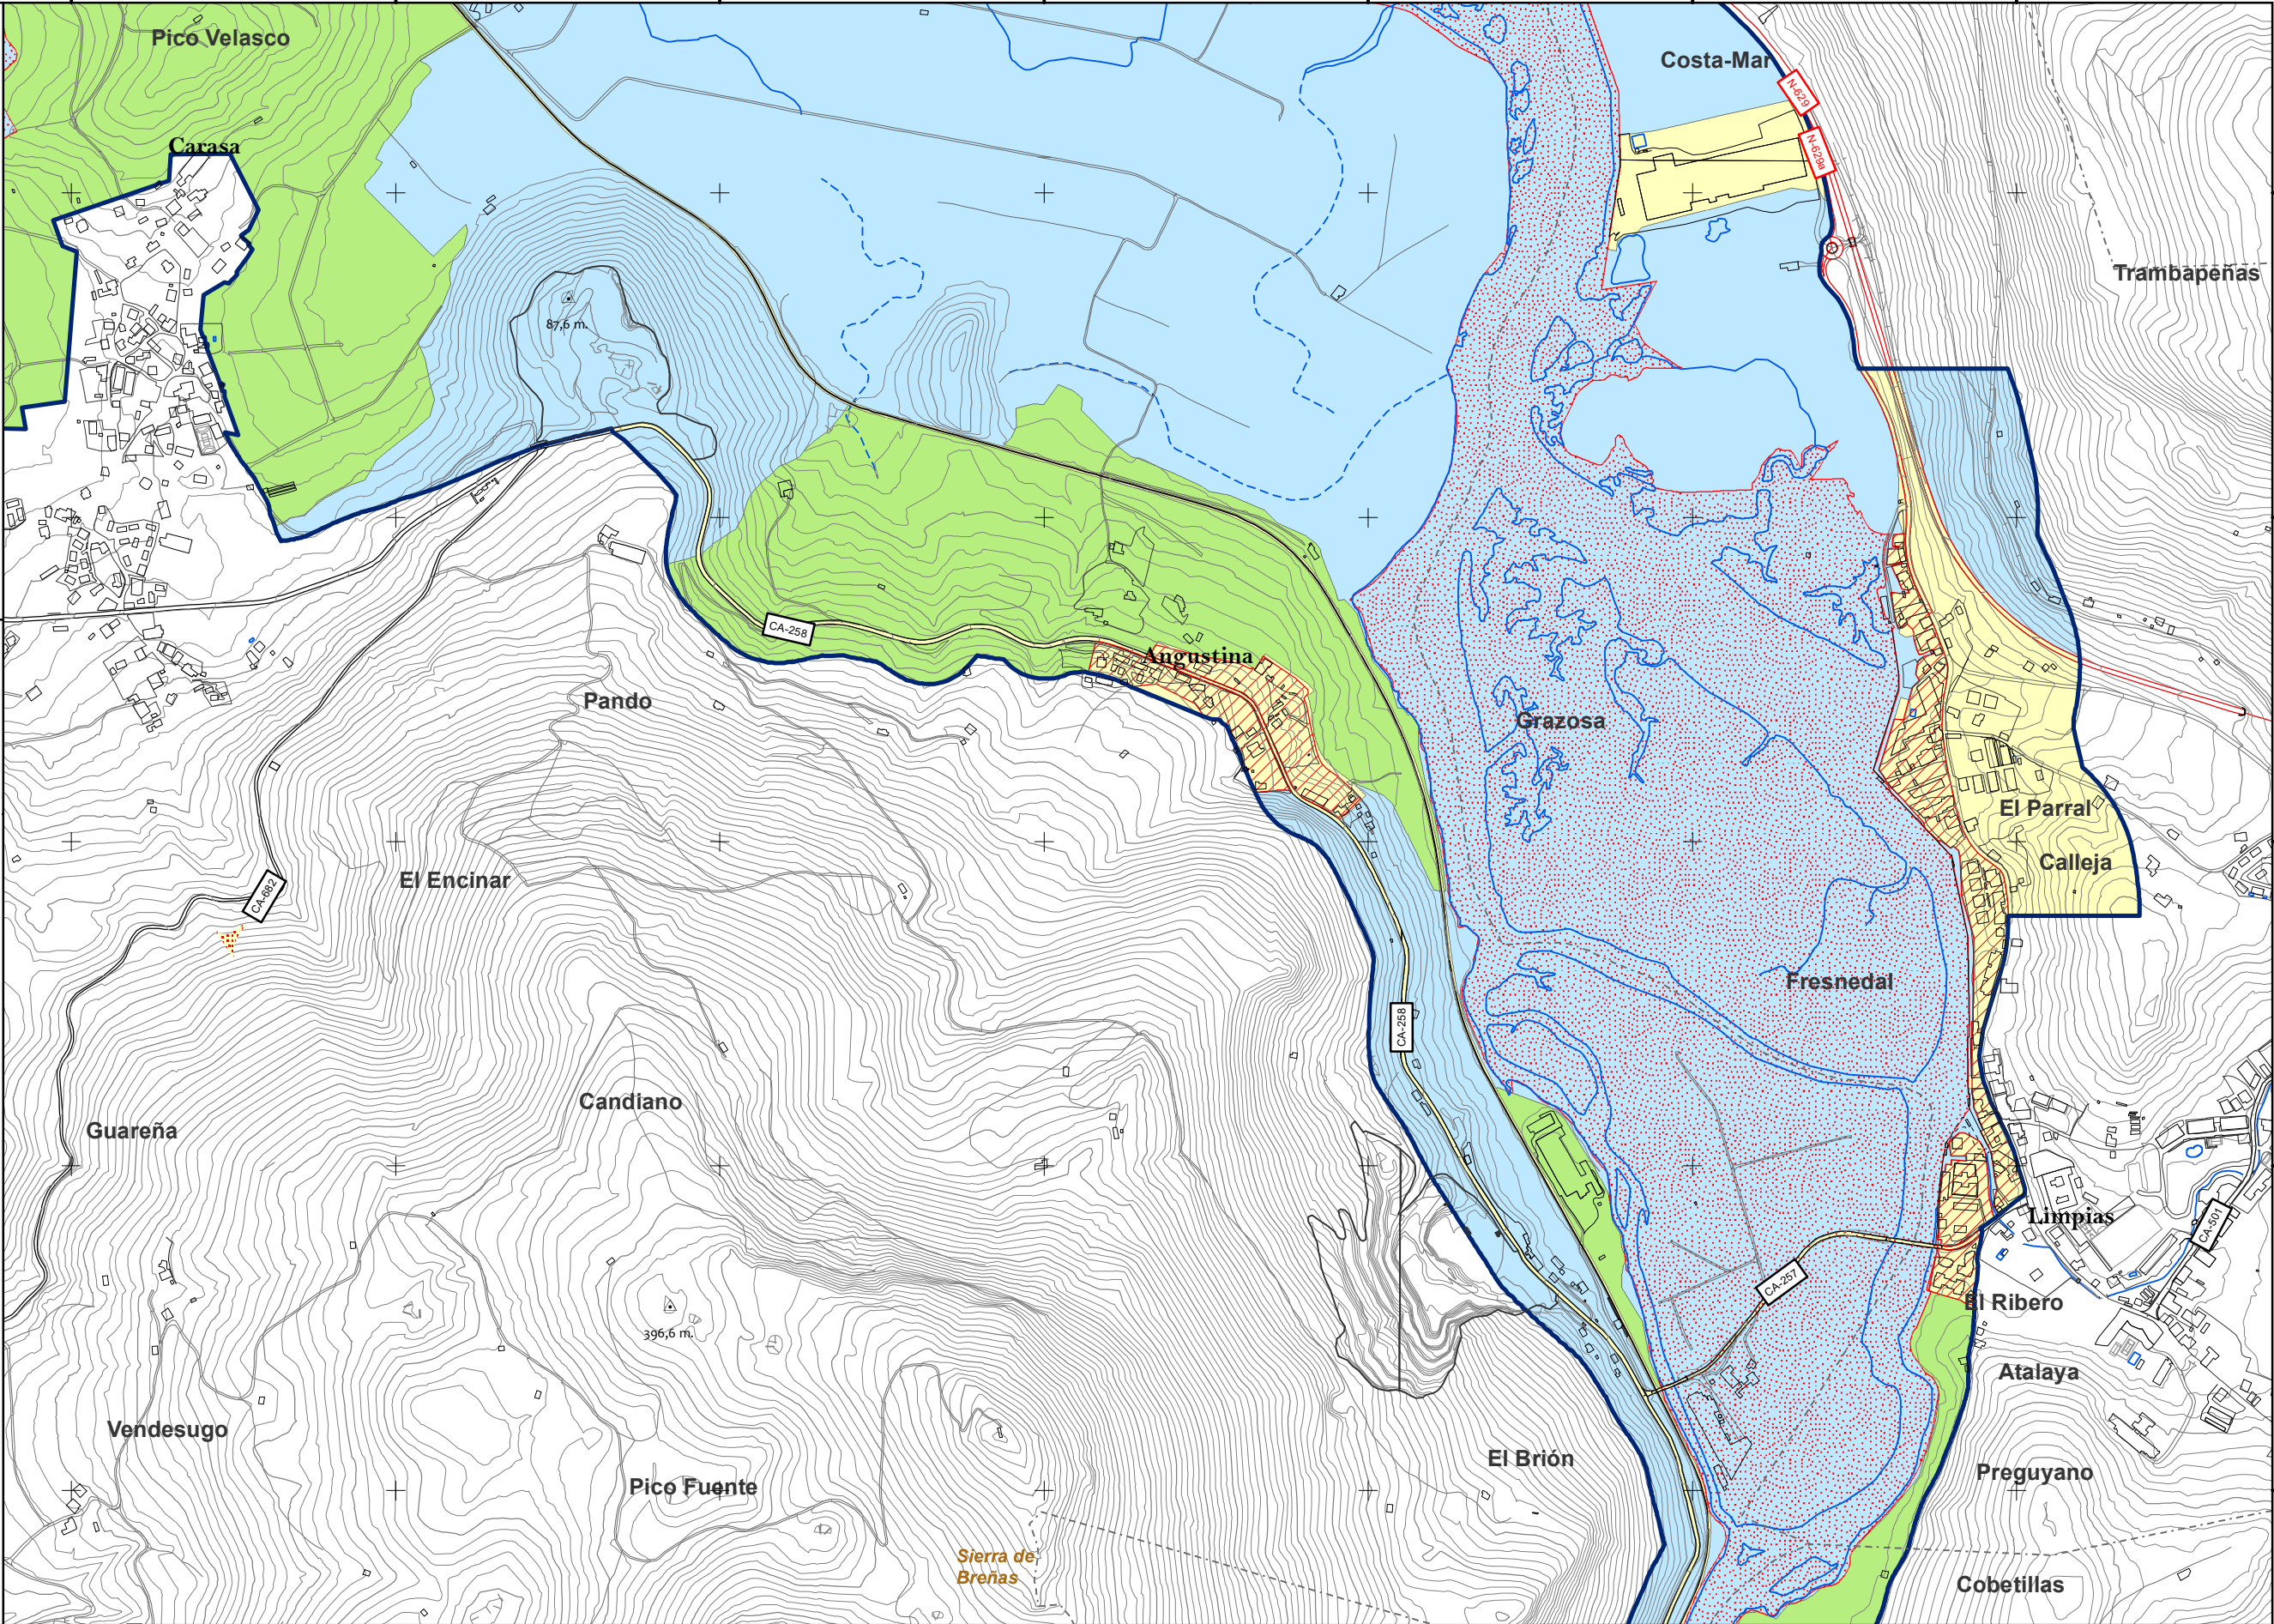 Pico Velasco
Costa-Mar
N-629
Carasa
N-629a
Trambapeñas
87,6 m.
CA-258
Angustina
Pando
Grazosa
El Parral
Calleja
El Encinar
CA-682
Fresnedal
CA-258
Candiano
Guareña
Limpias
CA-501
CA-257
El Ribero
396,6 m.
Atalaya
Vendesugo
El Brión
Preguyano
Pico Fuente
Sierra de
Breñas
Cobetillas